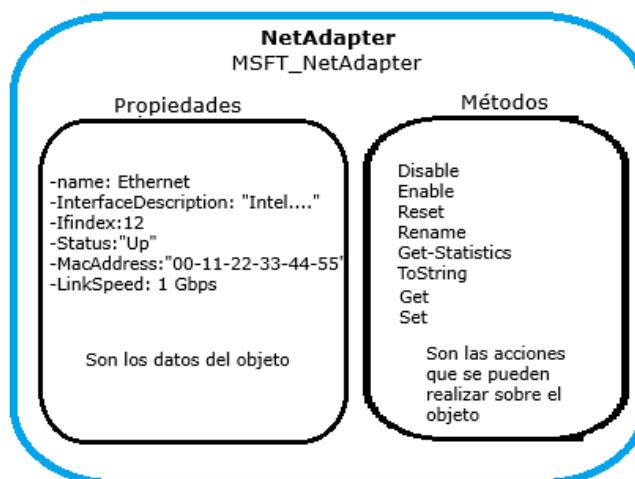 NetAdapter
MSFT_NetAdapter
Propiedades
-name: Ethernet
-InterfaceDescription: "Intel...."
-Ifindex:12
-Status:"Up"
-MacAddress:"00-11-22-33-44-55"
-LinkSpeed: 1 Gbps
Son los datos del objeto
Métodos
Disable
Enable
Reset
Rename
Get-Statistics
ToString
Get
Set
Son las acciones
que se pueden
realizar sobre el
objeto